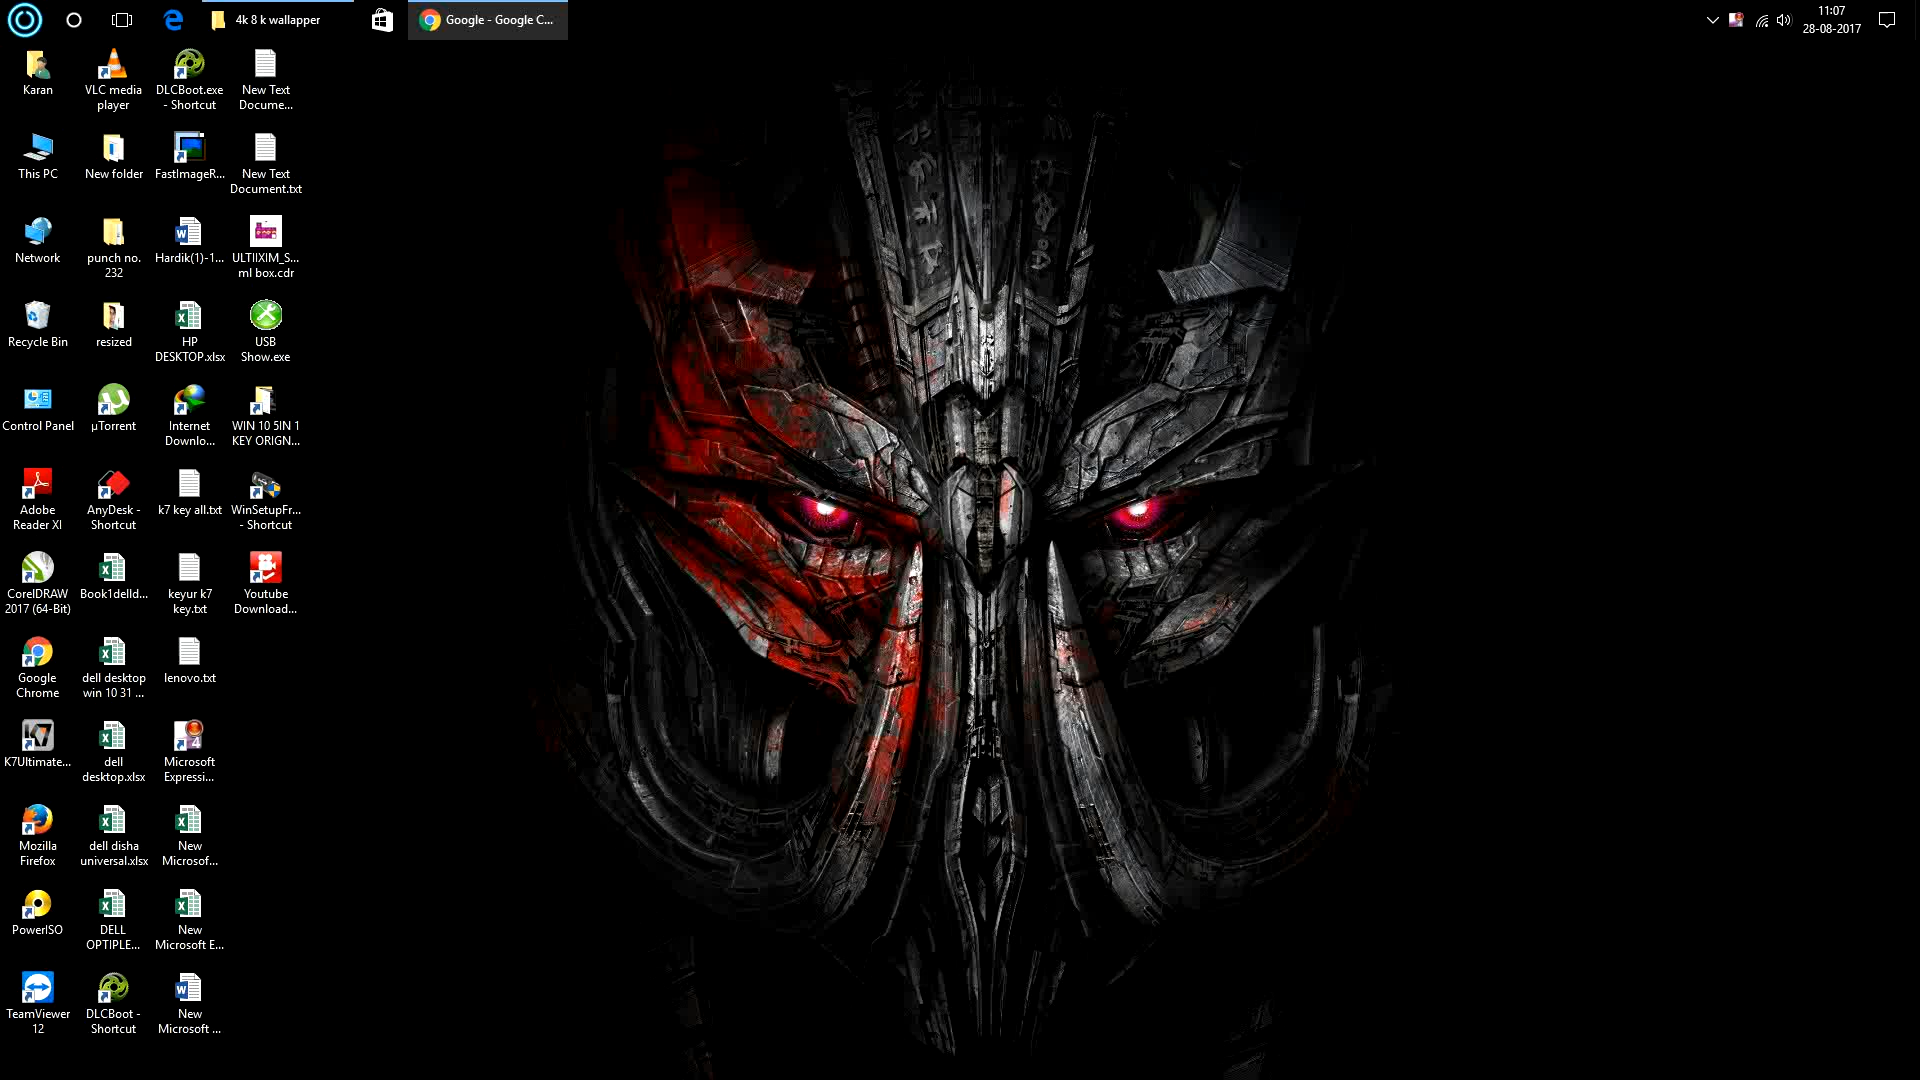 4k 8 k wallapper
Google - Google C...
11:07
28-08-2017
Karan
VLC media
player
DLCBoot.exe
- Shortcut
New Text
Docume...
This PC
New folder
FastImageR...
New Text
Document.txt
Network
punch no.
232
Hardik(1)-1...
ULTIIXIM_S...
ml box.cdr
Recycle Bin
resized
HP
DESKTOP.xlsx
USB
Show.exe
Control Panel
µTorrent
Internet
Downlo...
WIN 10 5IN 1
KEY ORIGN...
Adobe
Reader XI
AnyDesk -
Shortcut
k7 key all.txt
WinSetupFr...
- Shortcut
CorelDRAW
2017 (64-Bit)
Book1delld...
keyur k7
key.txt
Youtube
Download...
Google
Chrome
dell desktop
win 10 31 ...
lenovo.txt
K7Ultimate...
dell
desktop.xlsx
Microsoft
Expressi...
Mozilla
Firefox
dell disha
universal.xlsx
New
Microsof...
PowerISO
DELL
OPTIPLE...
New
Microsoft E...
TeamViewer
12
DLCBoot -
Shortcut
New
Microsoft ...